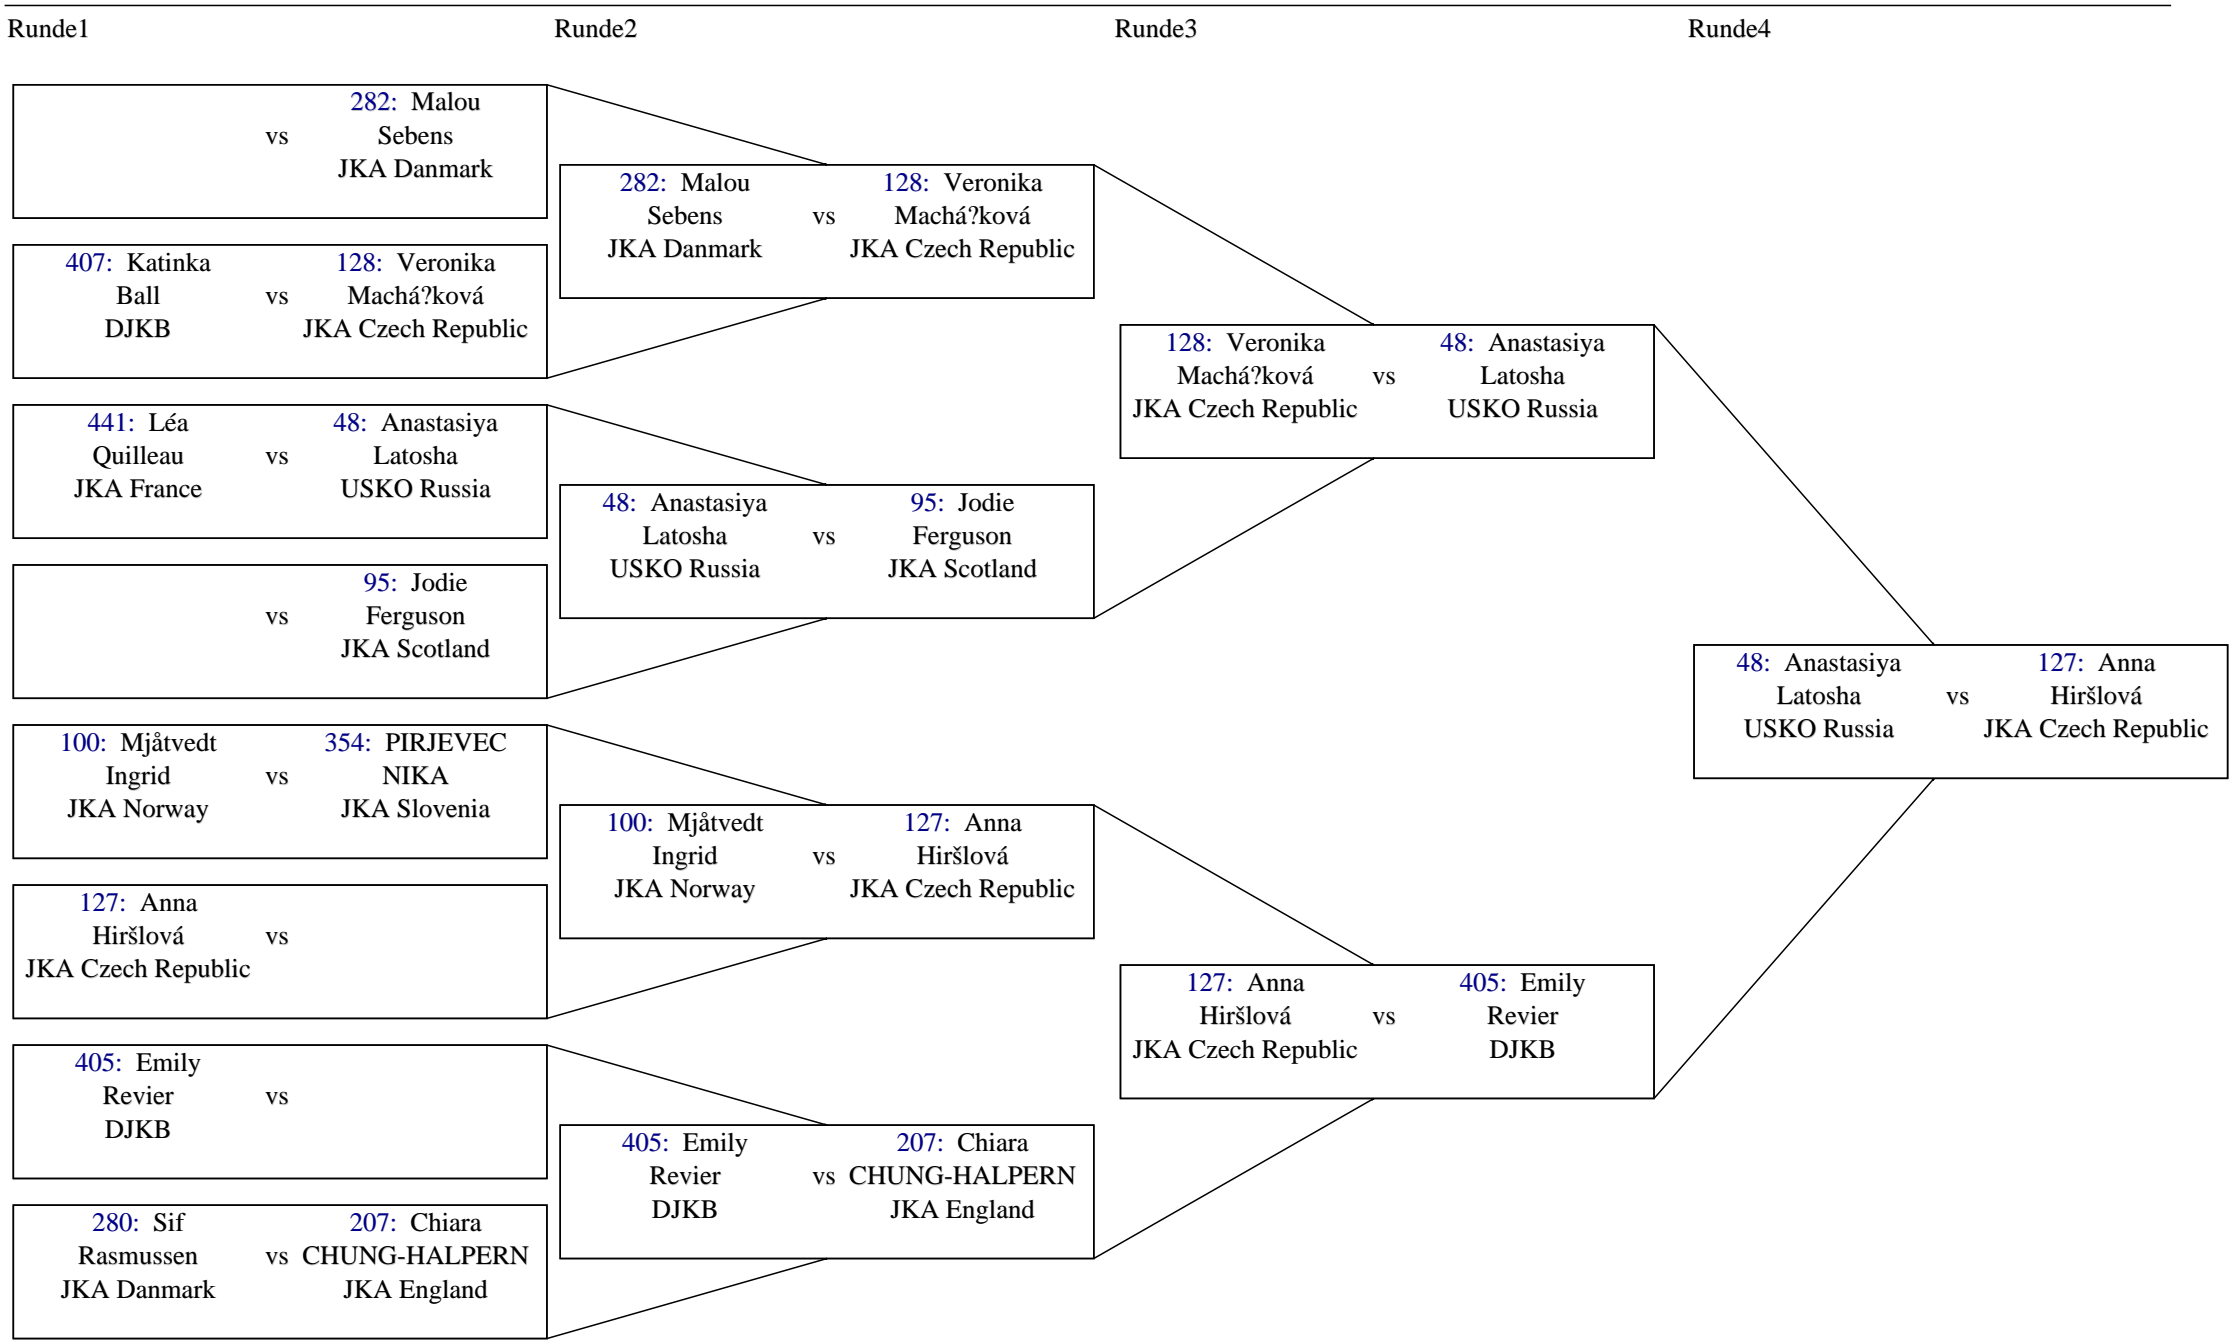 Runde1 Runde2 Runde3 Runde4
282: Malou
vs Sebens
JKA Danmark
407: Katinka 128: Veronika
Ball vs Machá?ková
DJKB JKA Czech Republic
441: Léa 48: Anastasiya
Quilleau vs Latosha
JKA France USKO Russia
95: Jodie
vs Ferguson
JKA Scotland
100: Mjåtvedt 354: PIRJEVEC
Ingrid vs NIKA
JKA Norway JKA Slovenia
127: Anna
Hiršlová vs
JKA Czech Republic
405: Emily
Revier vs
DJKB
280: Sif 207: Chiara
Rasmussen vs CHUNG-HALPERN
JKA Danmark JKA England
282: Malou 128: Veronika
Sebens vs Machá?ková
JKA Danmark JKA Czech Republic
48: Anastasiya 95: Jodie
Latosha vs Ferguson
USKO Russia JKA Scotland
100: Mjåtvedt 127: Anna
Ingrid vs Hiršlová
JKA Norway JKA Czech Republic
405: Emily 207: Chiara
Revier vs CHUNG-HALPERN
DJKB JKA England
128: Veronika 48: Anastasiya
Machá?ková vs Latosha
JKA Czech Republic USKO Russia
127: Anna 405: Emily
Hiršlová vs Revier
JKA Czech Republic DJKB
48: Anastasiya 127: Anna
Latosha vs Hiršlová
USKO Russia JKA Czech Republic